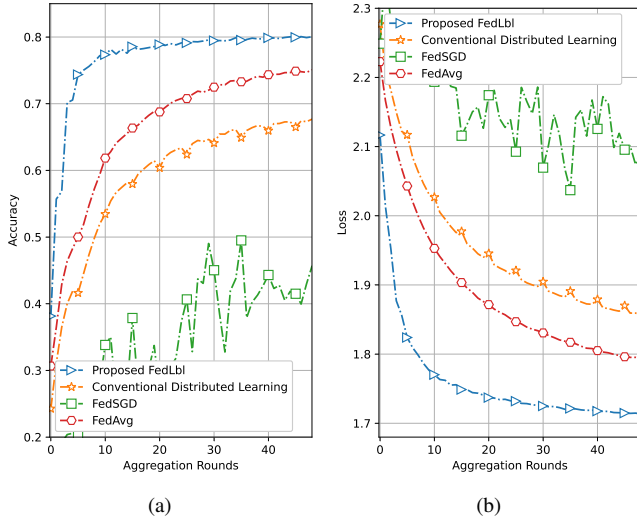 0.8
0.7
0.6
0.5
0.4
0.3
0.2
Accuracy
Proposed FedLbl
Conventional Distributed Learning
FedSGD
FedAvg
0
10
20
30
40
Aggregation Rounds
(a)
2.3
2.2
2.1
2.0
1.9
1.8
1.7
Loss
Proposed FedLbl
Conventional Distributed Learning
FedSGD
FedAvg
0
10
20
30
40
Aggregation Rounds
(b)